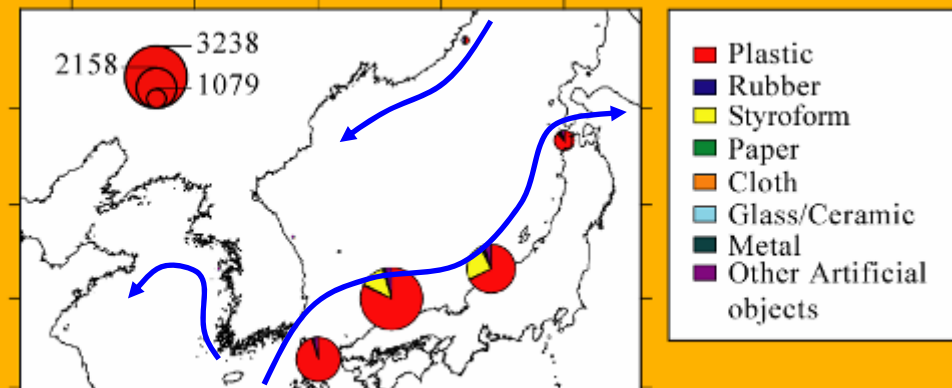 3238
2158
1079
Plastic
Rubber
Styroform
Paper
Cloth
Glass/Ceramic
Metal
Other Artificial
objects